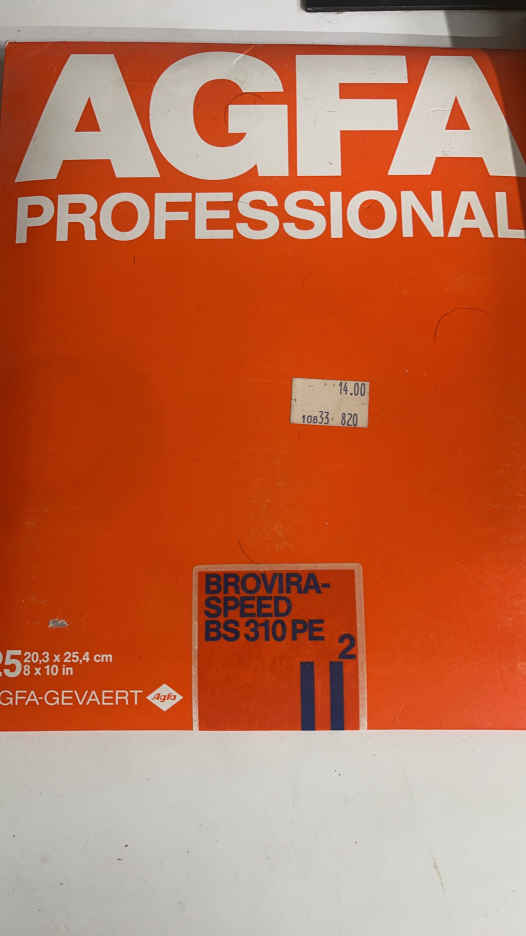 AGFA
PROFESSIONAL
14.00
10833 820
BROVIRA-
SPEED
BS 310 PE
2
25 20,3 x 25,4 cm
8 x 10 in
AGFA-GEVAERT Agfa